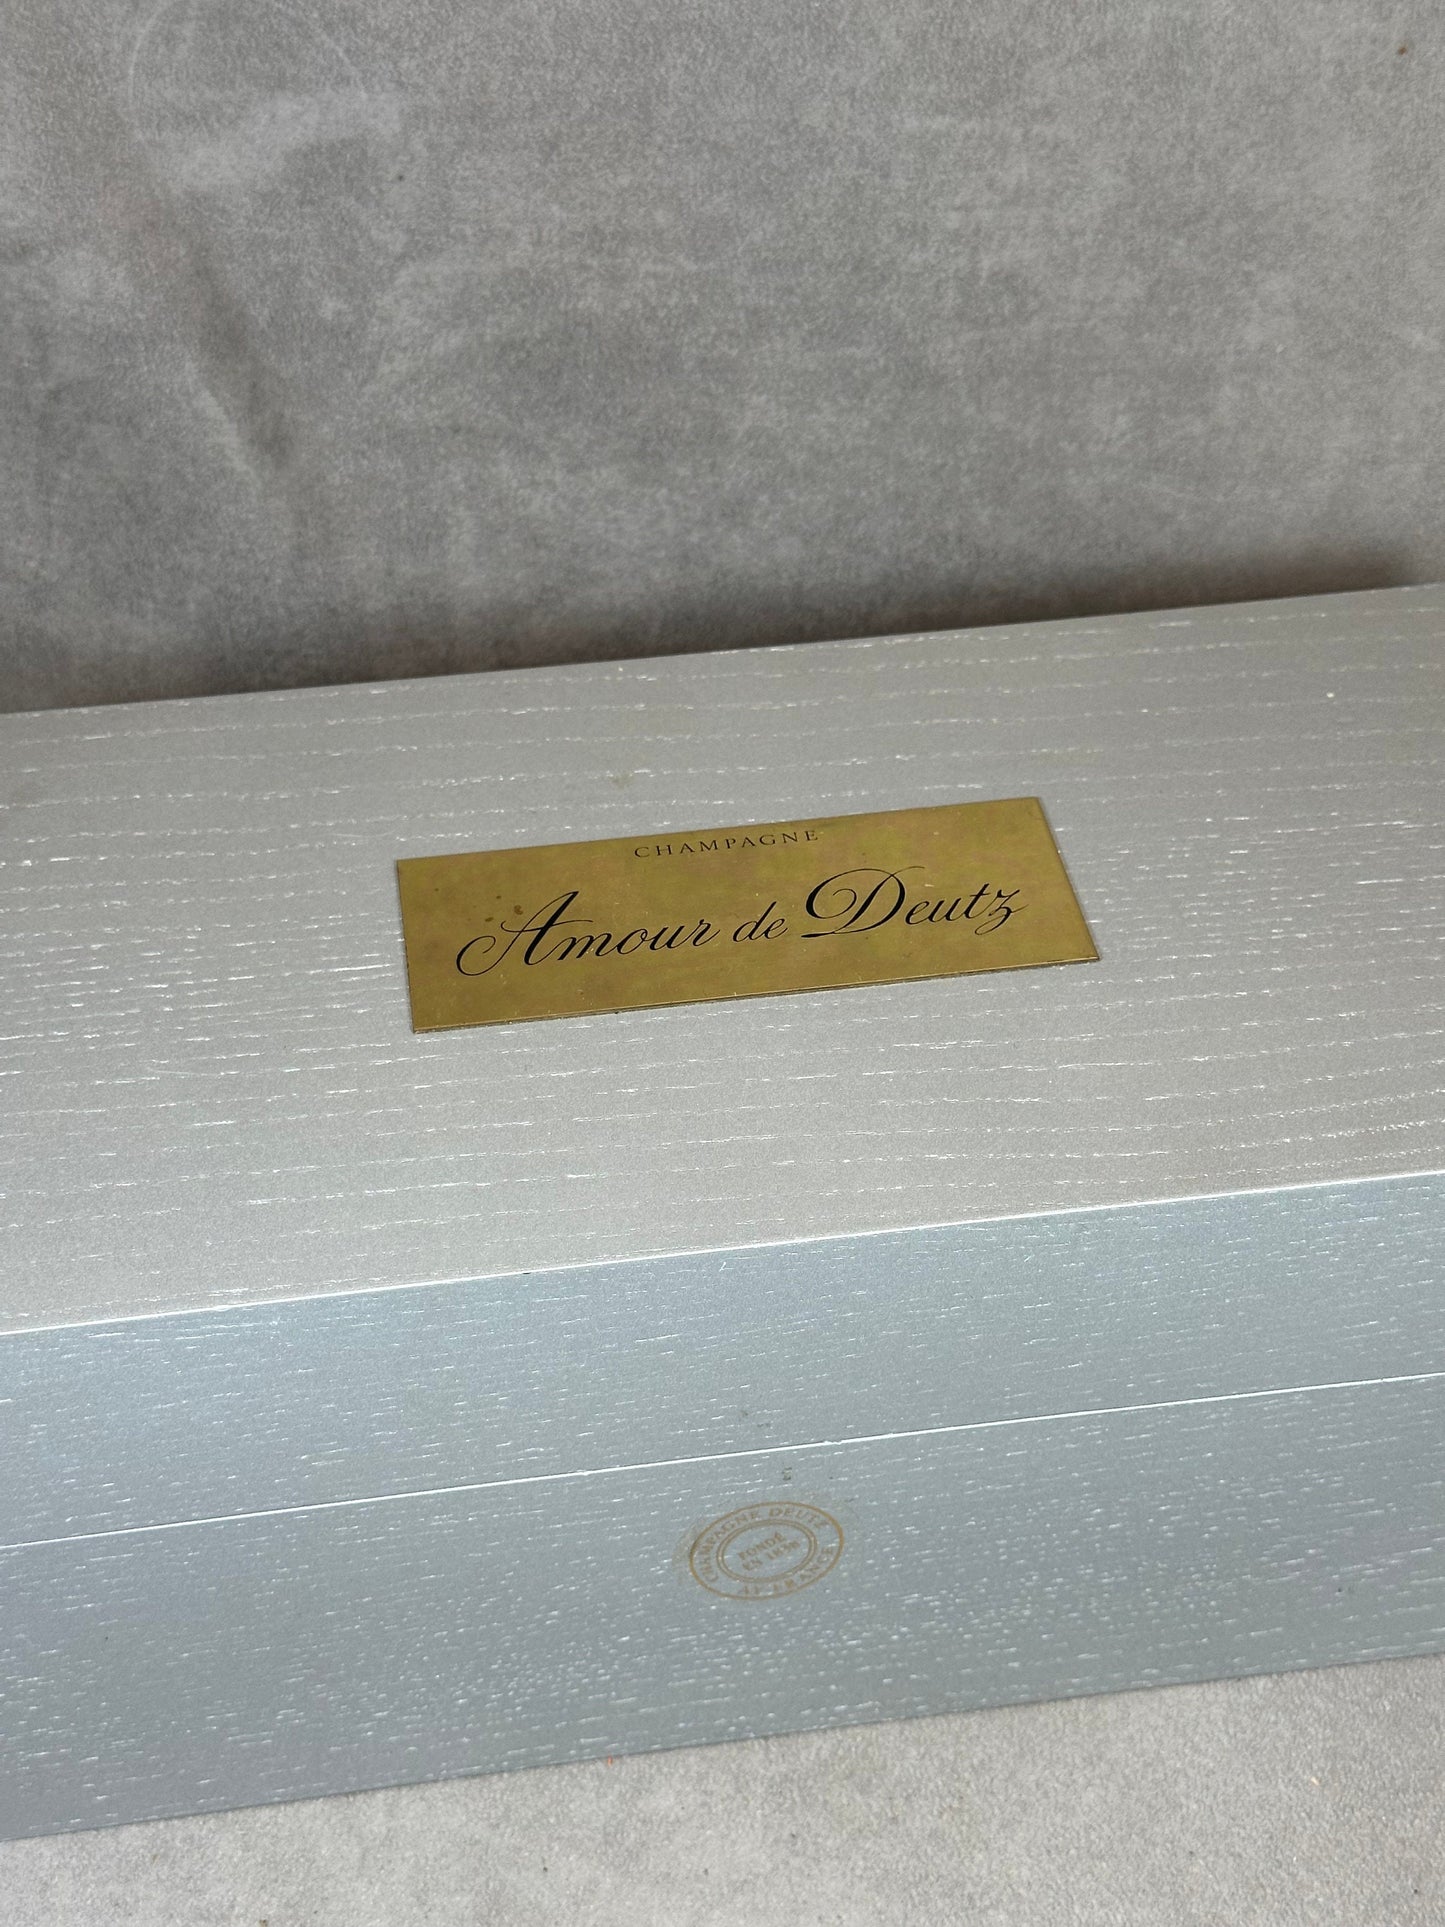 CHAMPAGNE
Amour de Deutz
CHAMPAGNE DEUTZ
FONDÉ
EN 1838
AY FRANCE